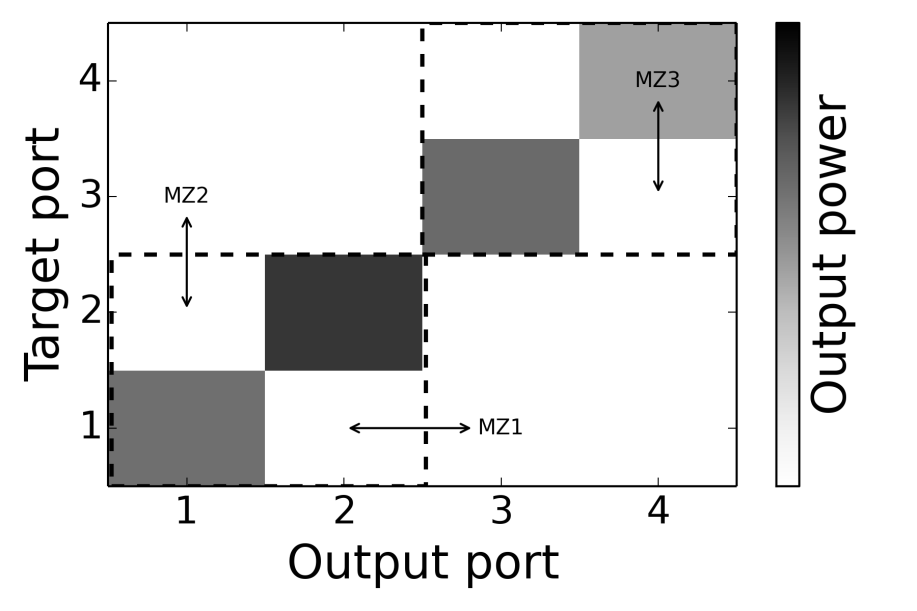 4
3
2
1
Target port
MZ3
MZ2
MZ1
1 2 3 4
Output port
Output power